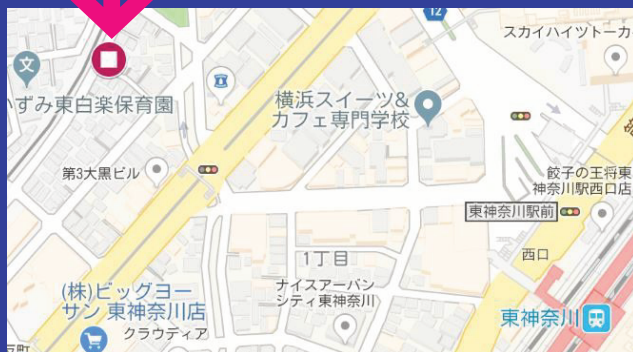 12
スカイハイツトーカ
文
いずみ東白楽保育園
横浜スイーツ&
カフェ専門学校
第3大黒ビル
餃子の王将東
神奈川駅西口店
東神奈川駅前
西口
1丁目
ナイスアーバン
シティ東神奈川
(株)ビッグヨー
サン 東神奈川店
クラウディア
東神奈川